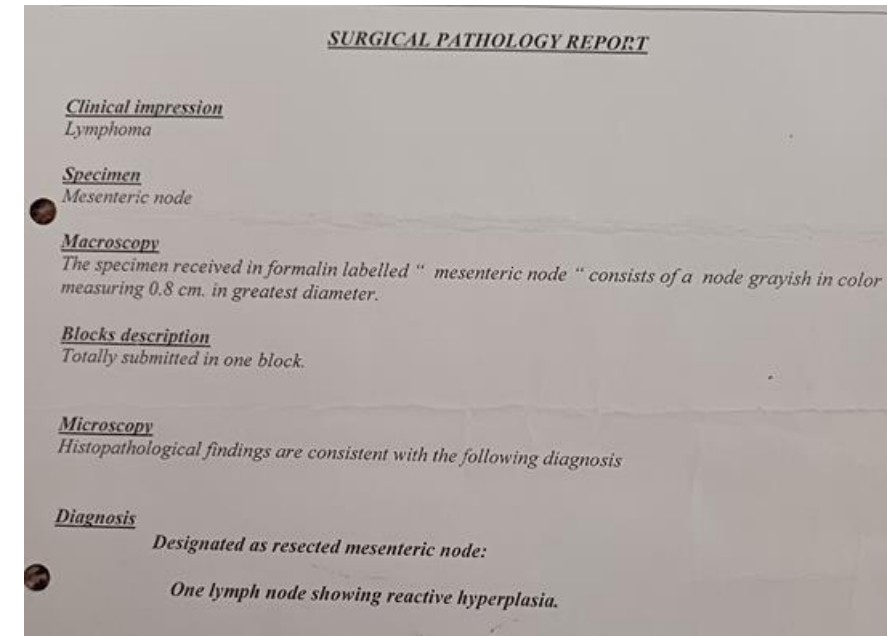 SURGICAL PATHOLOGY REPORT
Clinical impression
Lymphoma
Specimen
Mesenteric node
Macroscopy
The specimen received in formalin labelled “ mesenteric node “ consists of a node grayish in color
measuring 0.8 cm. in greatest diameter.
Blocks description
Totally submitted in one block.
Microscopy
Histopathological findings are consistent with the following diagnosis
Diagnosis
Designated as resected mesenteric node:
One lymph node showing reactive hyperplasia.